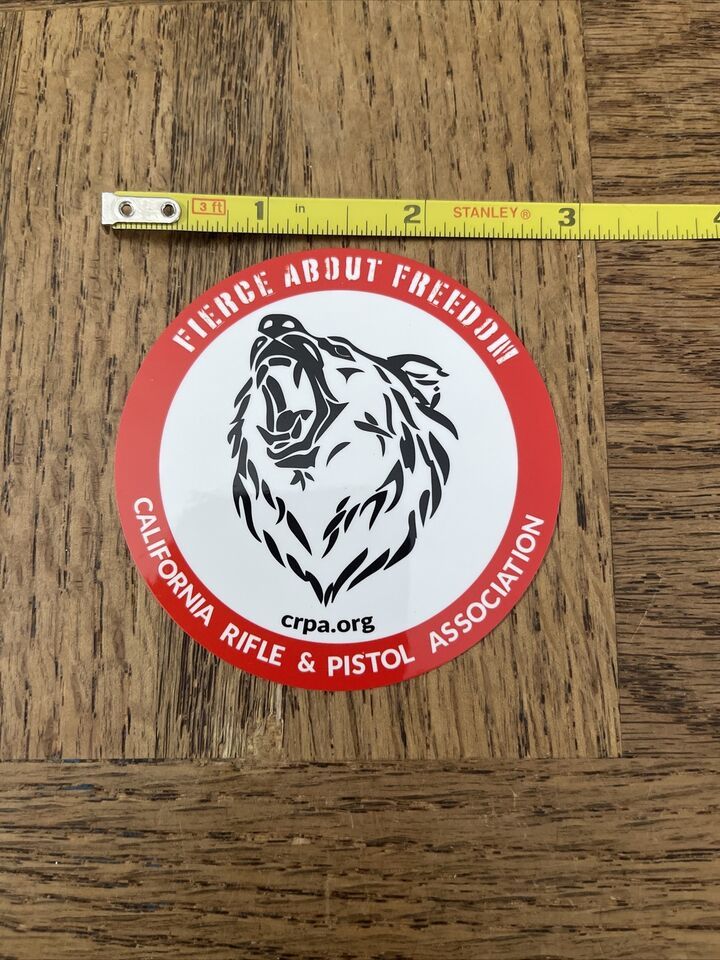 3 ft 1 in 2 STANLEY® 3 4
FIERCE ABOUT FREEDOM
crpa.org
CALIFORNIA RIFLE & PISTOL ASSOCIATION